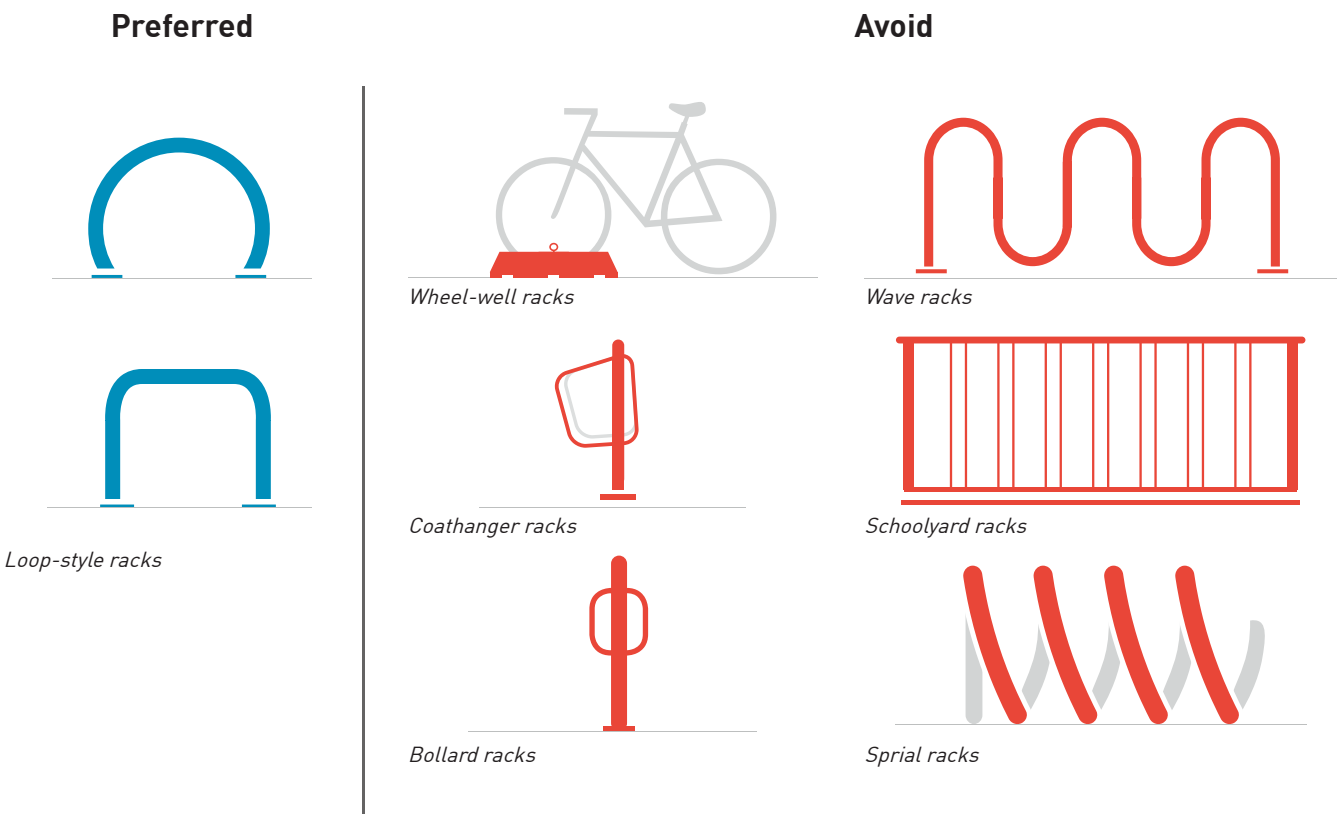 Preferred
Avoid
Wheel-well racks
Wave racks
Coathanger racks
Schoolyard racks
Loop-style racks
Bollard racks
Sprial racks